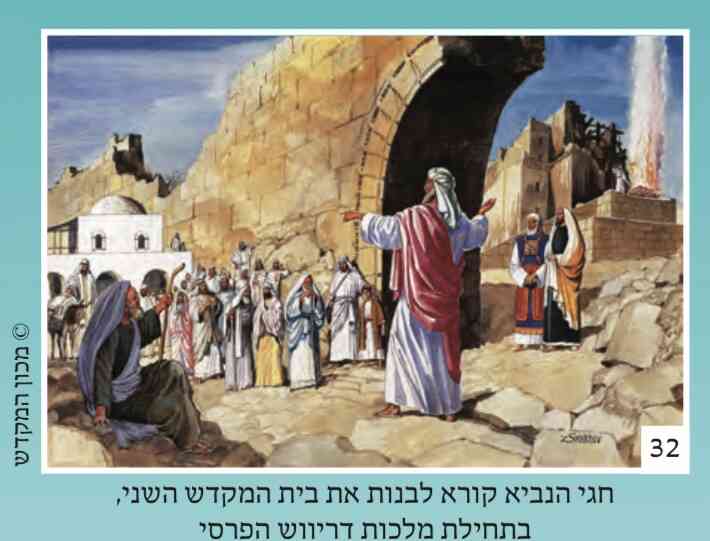 © מכון המקדש
32
חגי הנביא קורא לבנות את בית המקדש השני,
בתחילת מלכות דריווש הפרסי